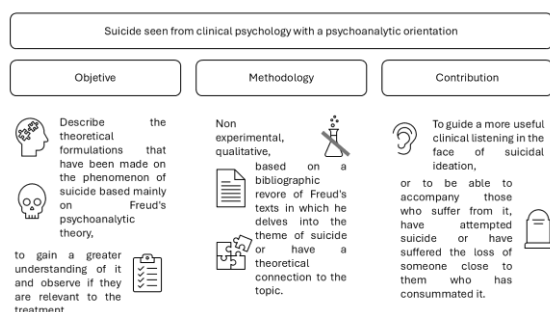 Suicide seen from clinical psychology with a psychoanalytic orientation
Objetive
Methodology
Contribution
Describe the
theoretical
formulations that
have been made on
the phenomenon of
suicide based mainly
on Freud's
psychoanalytic
theory,
to gain a greater
understanding of it
and observe if they
are relevant to the
treatment
Non
experimental,
qualitative,
based on a
bibliographic
revore of Freud's
texts in which he
delves into the
theme of suicide
or have a
theoretical
connection to the
topic.
To guide a more useful
clinical listening in the
face of suicidal
ideation,
or to be able to
accompany those
who suffer from it,
have attempted
suicide or have
suffered the loss of
someone close to
them who has
consummated it.